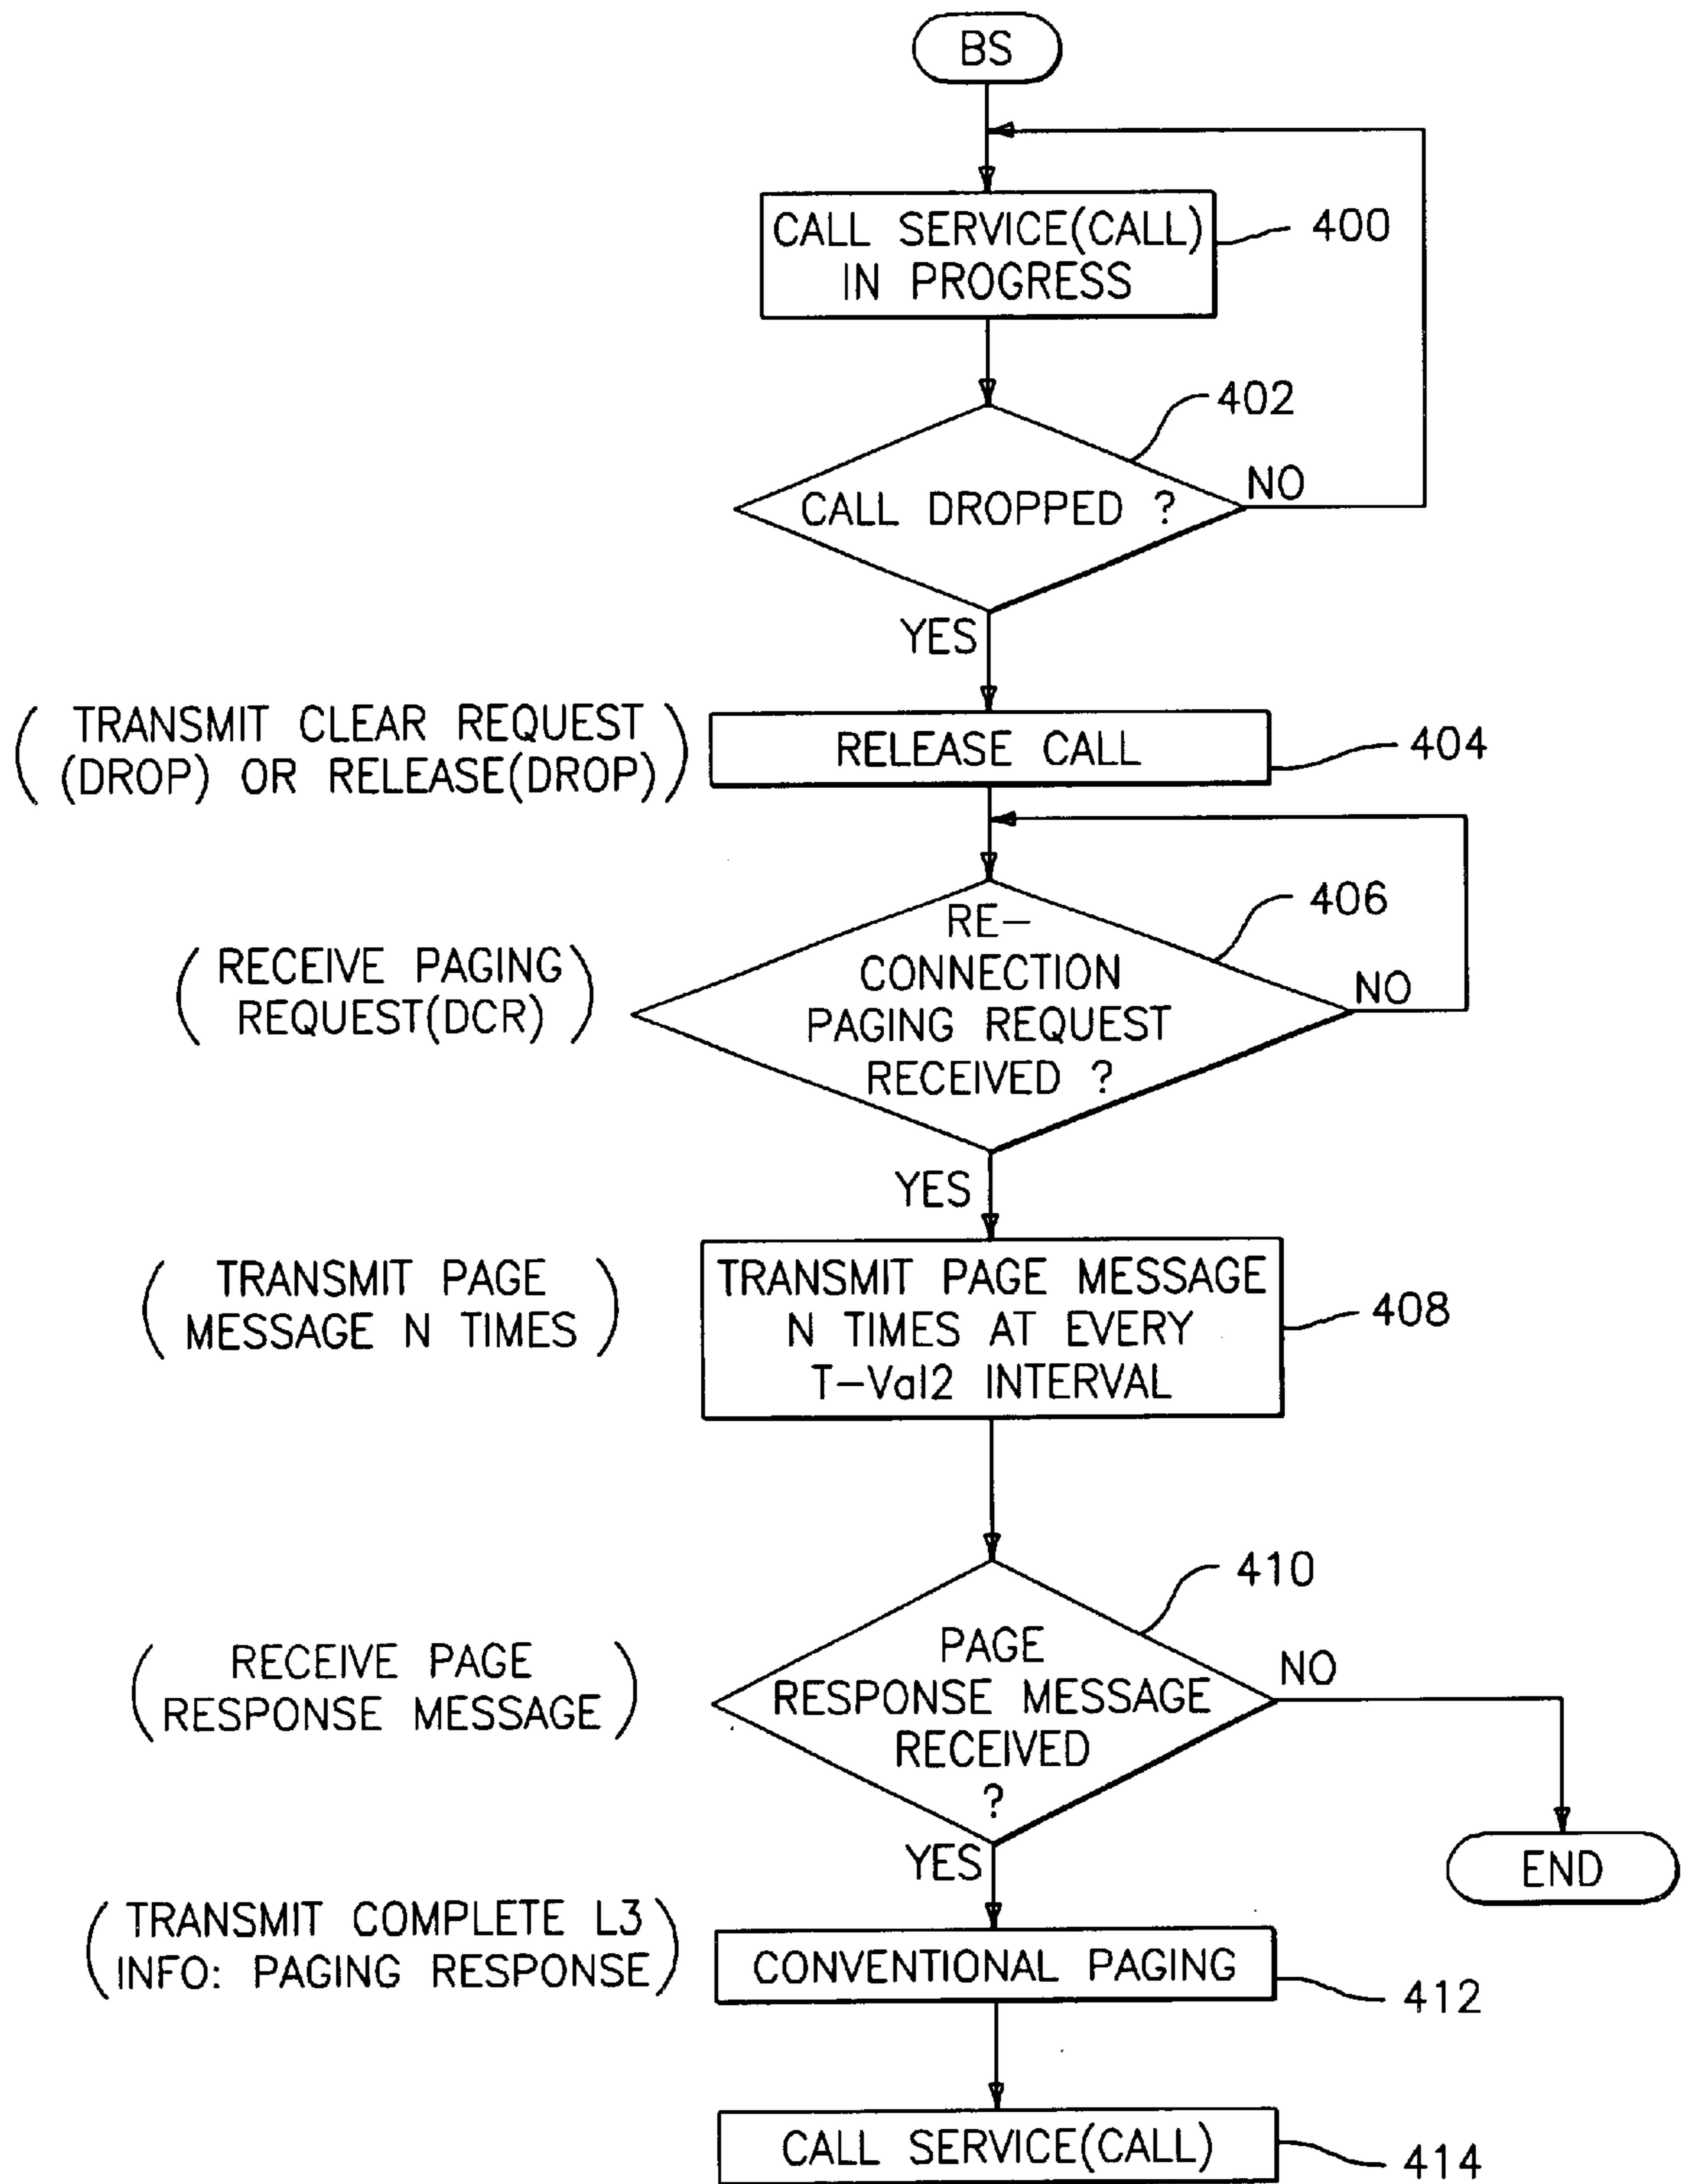 BS
CALL SERVICE(CALL)
IN PROGRESS
400
402
CALL DROPPED ?
NO
YES
(TRANSMIT CLEAR REQUEST
(DROP) OR RELEASE(DROP))
RELEASE CALL
404
406
RE-
CONNECTION
PAGING REQUEST
RECEIVED ?
NO
(RECEIVE PAGING
REQUEST(DCR))
YES
(TRANSMIT PAGE
MESSAGE N TIMES)
TRANSMIT PAGE MESSAGE
N TIMES AT EVERY
T-Val2 INTERVAL
408
410
PAGE
RESPONSE MESSAGE
RECEIVED
?
NO
(RECEIVE PAGE
RESPONSE MESSAGE)
YES
END
(TRANSMIT COMPLETE L3
INFO: PAGING RESPONSE)
CONVENTIONAL PAGING
412
CALL SERVICE(CALL)
414